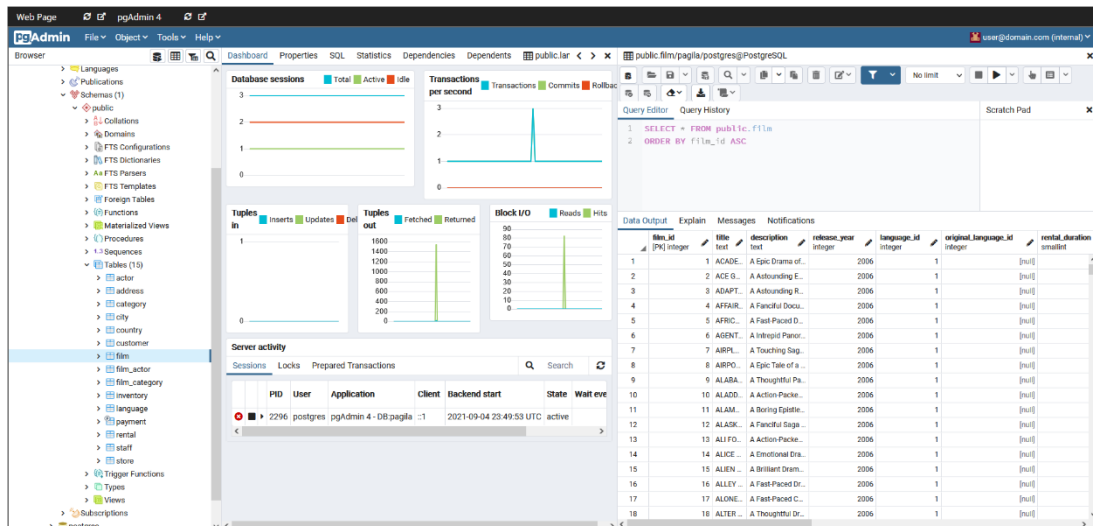 Web Page pgAdmin 4
pgAdmin File Object Tools Help user@domain.com (internal)
Browser
Languages
Publications
Schemas (1)
public
Collations
Domains
FTS Configurations
FTS Dictionaries
FTS Parsers
FTS Templates
Foreign Tables
Functions
Materialized Views
Procedures
1..3 Sequences
Tables (15)
actor
address
category
city
country
customer
film
film_actor
film_category
inventory
language
payment
rental
staff
store
Trigger Functions
Types
Views
Subscriptions
Dashboard Properties SQL Statistics Dependencies Dependents public.lar
Database sessions Total Active Idle
3
2
1
0
Transactions per second Transactions Commits Rollbac
3
2
1
0
Tuples in Inserts Updates Del
1
0
Tuples out Fetched Returned
1600
1400
1200
1000
800
600
400
200
0
Block I/O Reads Hits
90
80
70
60
50
40
30
20
10
0
Server activity
Sessions Locks Prepared Transactions Search
PID User Application Client Backend start State Wait eve
2296 postgres pgAdmin 4 - DB:pagila ::1 2021-09-04 23:49:53 UTC active
public.film/pagila/postgres@PostgreSQL
No limit
Query Editor Query History Scratch Pad
1 SELECT * FROM public.film
2 ORDER BY film_id ASC
Data Output Explain Messages Notifications
film_id [PK] integer title text description text release_year integer language_id integer original_language_id integer rental_duration smallint
1 1 ACADE... A Epic Drama of... 2006 1 [null]
2 2 ACE G... A Astounding E... 2006 1 [null]
3 3 ADAPT... A Astounding R... 2006 1 [null]
4 4 AFFAIR... A Fanciful Docu... 2006 1 [null]
5 5 AFRIC... A Fast-Paced D... 2006 1 [null]
6 6 AGENT... A Intrepid Panor... 2006 1 [null]
7 7 AIRPL... A Touching Sag... 2006 1 [null]
8 8 AIRPO... A Epic Tale of a ... 2006 1 [null]
9 9 ALABA... A Thoughtful Pa... 2006 1 [null]
10 10 ALADD... A Action-Packe... 2006 1 [null]
11 11 ALAM... A Boring Epistle... 2006 1 [null]
12 12 ALASK... A Fanciful Saga ... 2006 1 [null]
13 13 ALI FO... A Action-Packe... 2006 1 [null]
14 14 ALICE ... A Emotional Dra... 2006 1 [null]
15 15 ALIEN ... A Brilliant Dram... 2006 1 [null]
16 16 ALLEY ... A Fast-Paced Dr... 2006 1 [null]
17 17 ALONE... A Fast-Paced C... 2006 1 [null]
18 18 ALTER ... A Thoughtful Dr... 2006 1 [null]